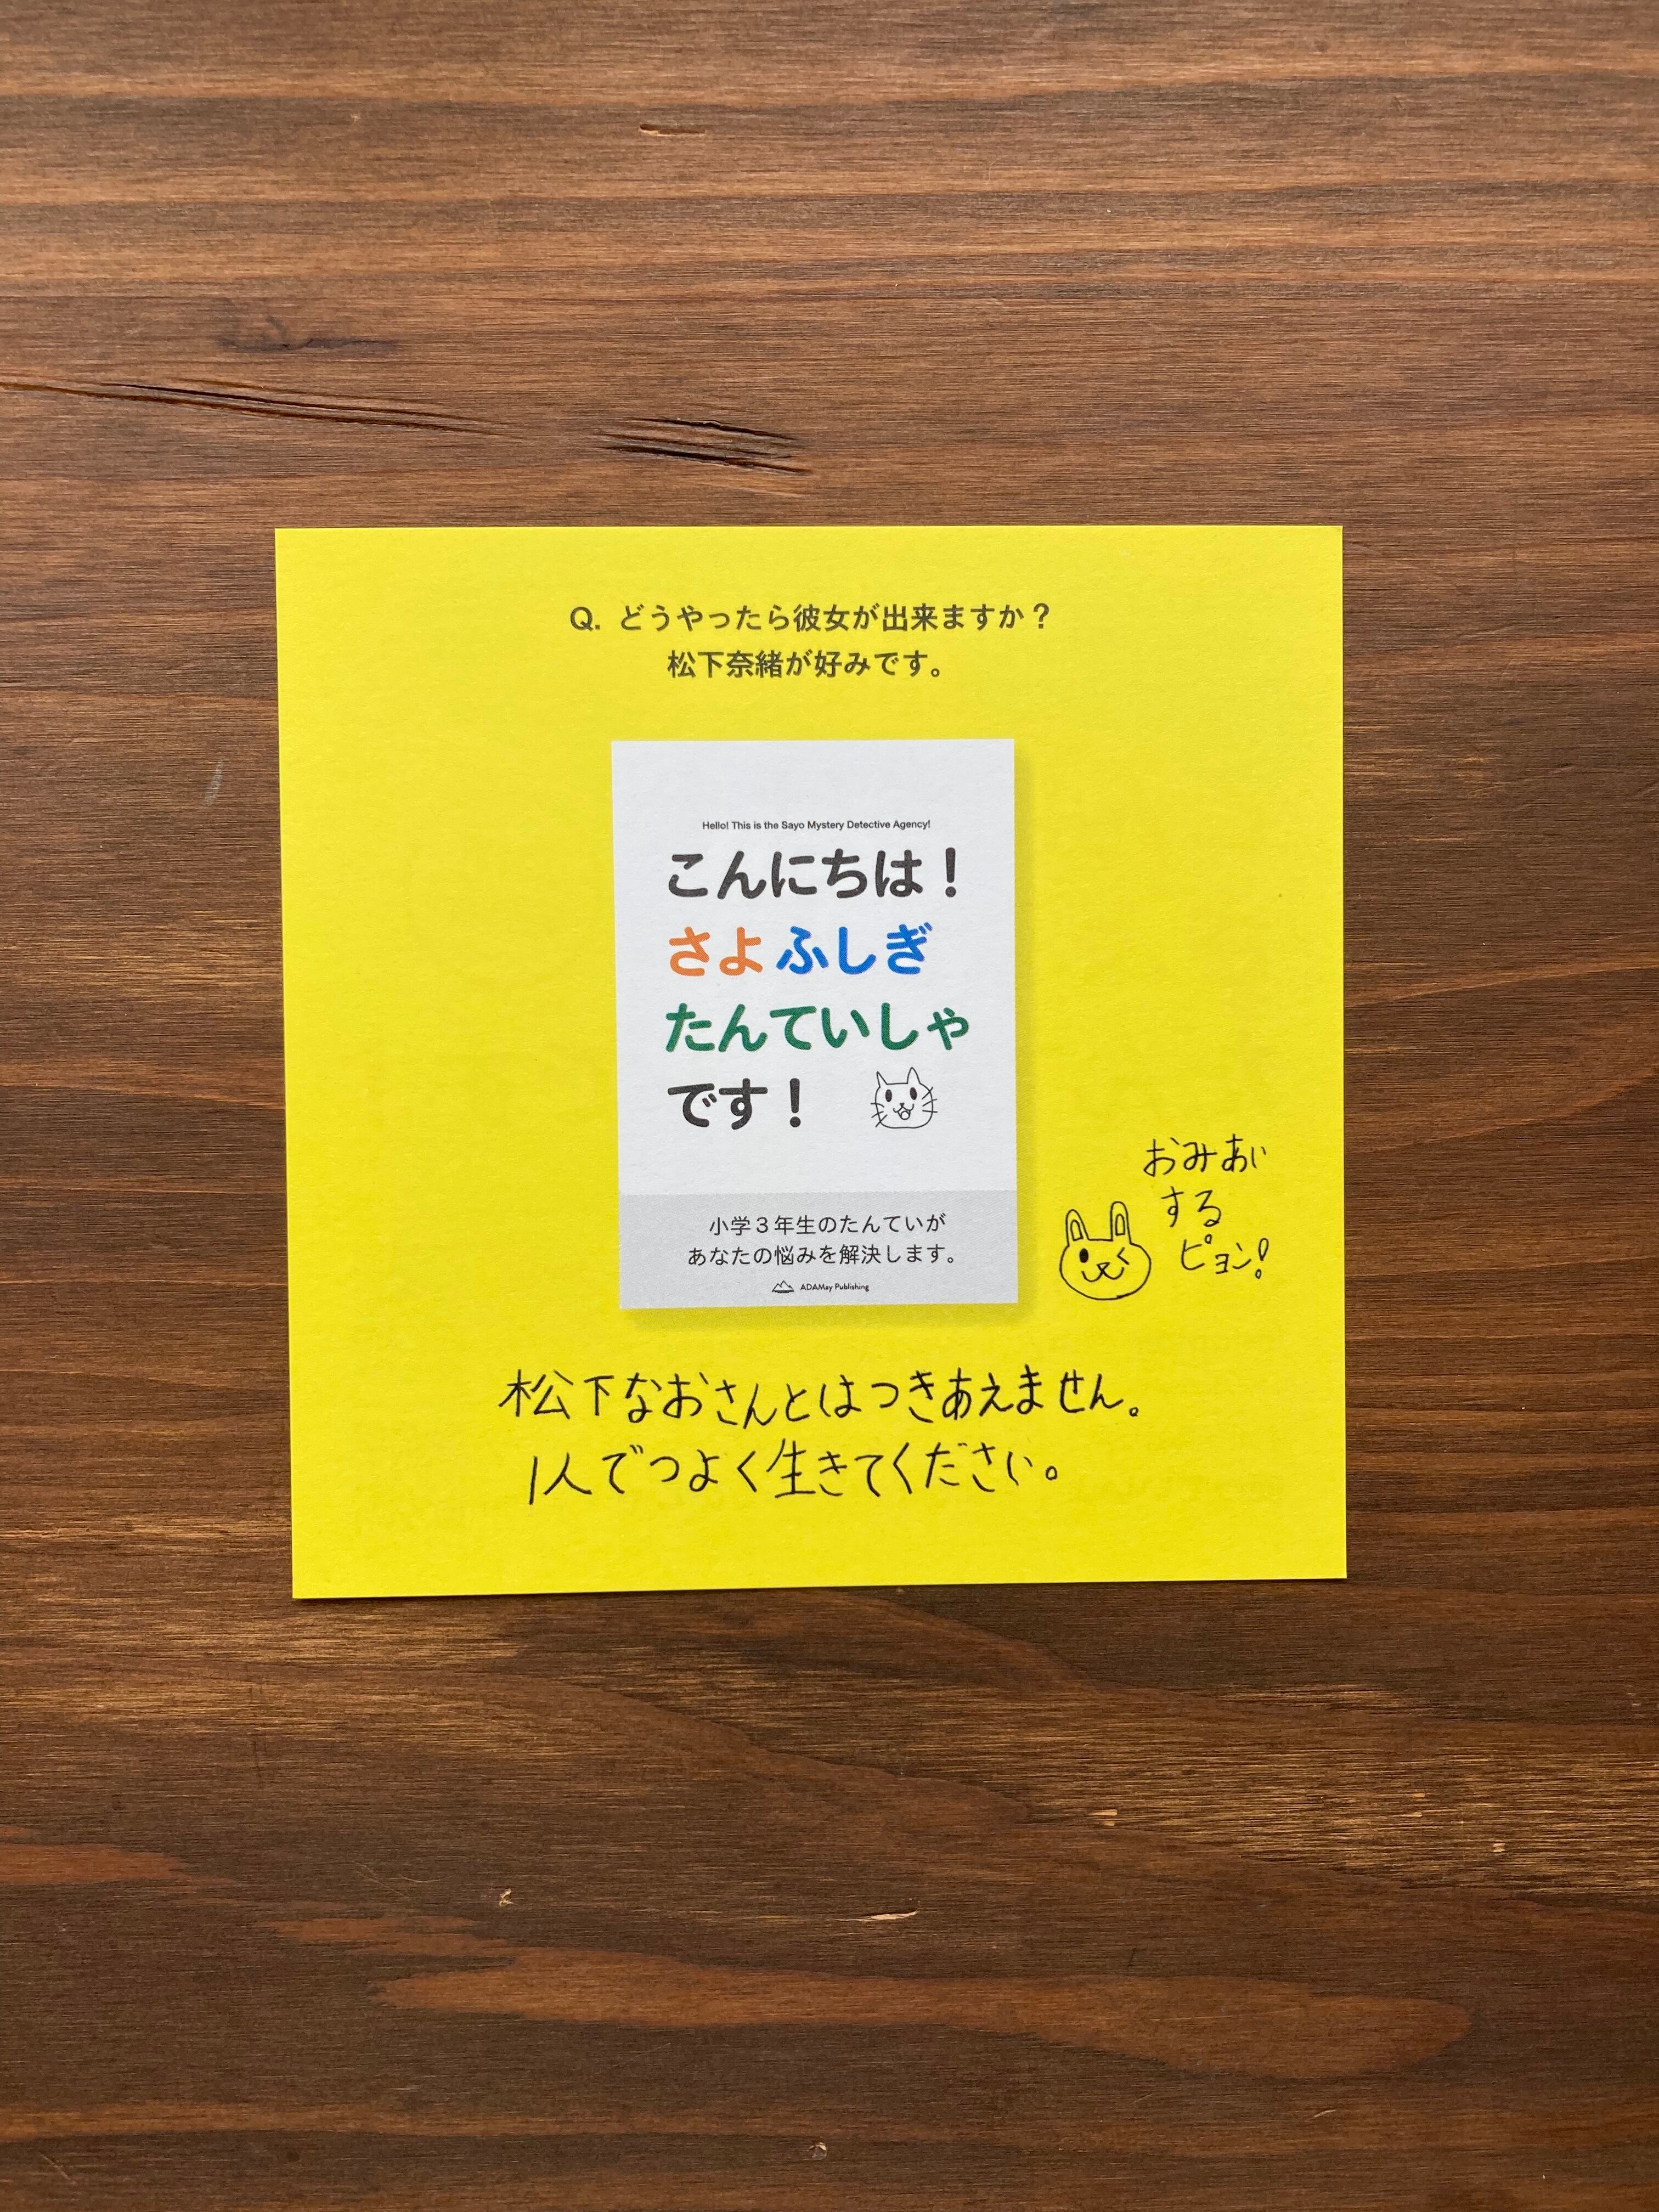 Q. どうやったら彼女が出来ますか？
松下奈緒が好みです。
Hello! This is the Sayo Mystery Detective Agency!
こんにちは！
さよ ふしぎ
たんていしゃ
です！
小学３年生のたんていが
あなたの悩みを解決します。
ADAMay Publishing
おみあい
する
ピョン!
松下なおさんとはつきあえません。
1人でつよく生きてください。